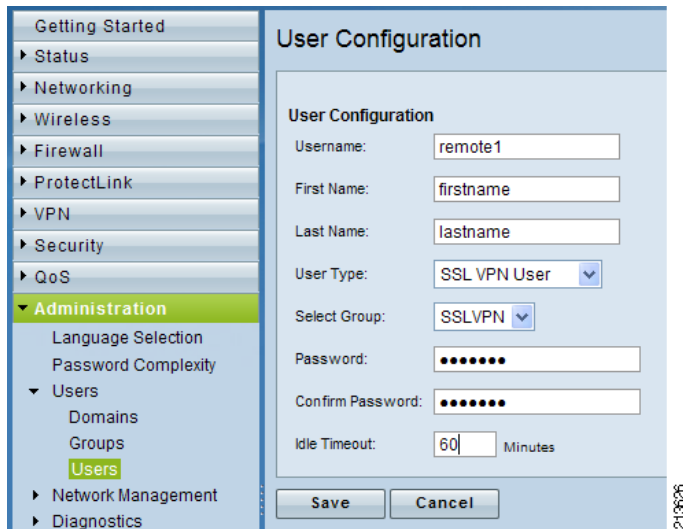 Getting Started
Status
Networking
Wireless
Firewall
ProtectLink
VPN
Security
QoS
Administration
Language Selection
Password Complexity
Users
Domains
Groups
Users
Network Management
Diagnostics
User Configuration
User Configuration
Username: remote1
First Name: firstname
Last Name: lastname
User Type: SSL VPN User
Select Group: SSLVPN
Password: •••••••
Confirm Password: •••••••
Idle Timeout: 60 Minutes
Save Cancel
213626